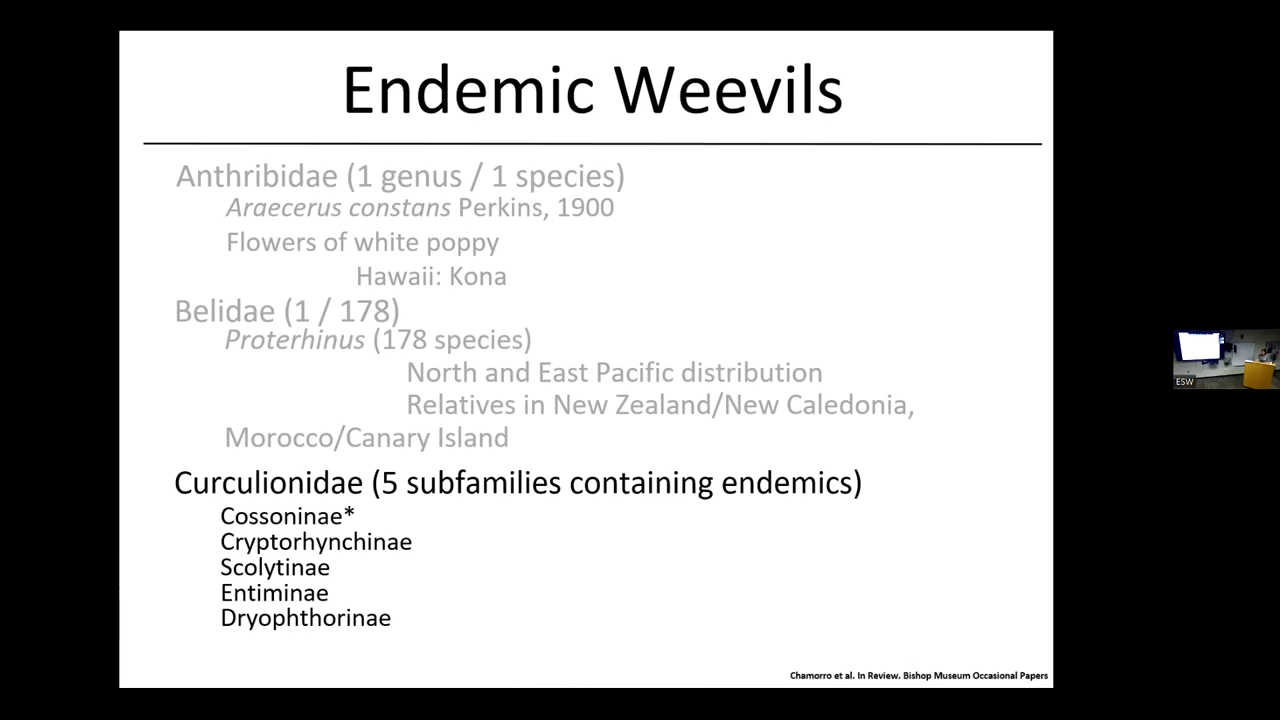 Endemic Weevils
Anthribidae (1 genus / 1 species)
Araecerus constans Perkins, 1900
Flowers of white poppy
Hawaii: Kona
Belidae (1 / 178)
Proterhinus (178 species)
North and East Pacific distribution
Relatives in New Zealand/New Caledonia,
Morocco/Canary Island
Curculionidae (5 subfamilies containing endemics)
Cossoninae*
Cryptorhynchinae
Scolytinae
Entiminae
Dryophthorinae
Chamorro et al. In Review. Bishop Museum Occasional Papers
ESW